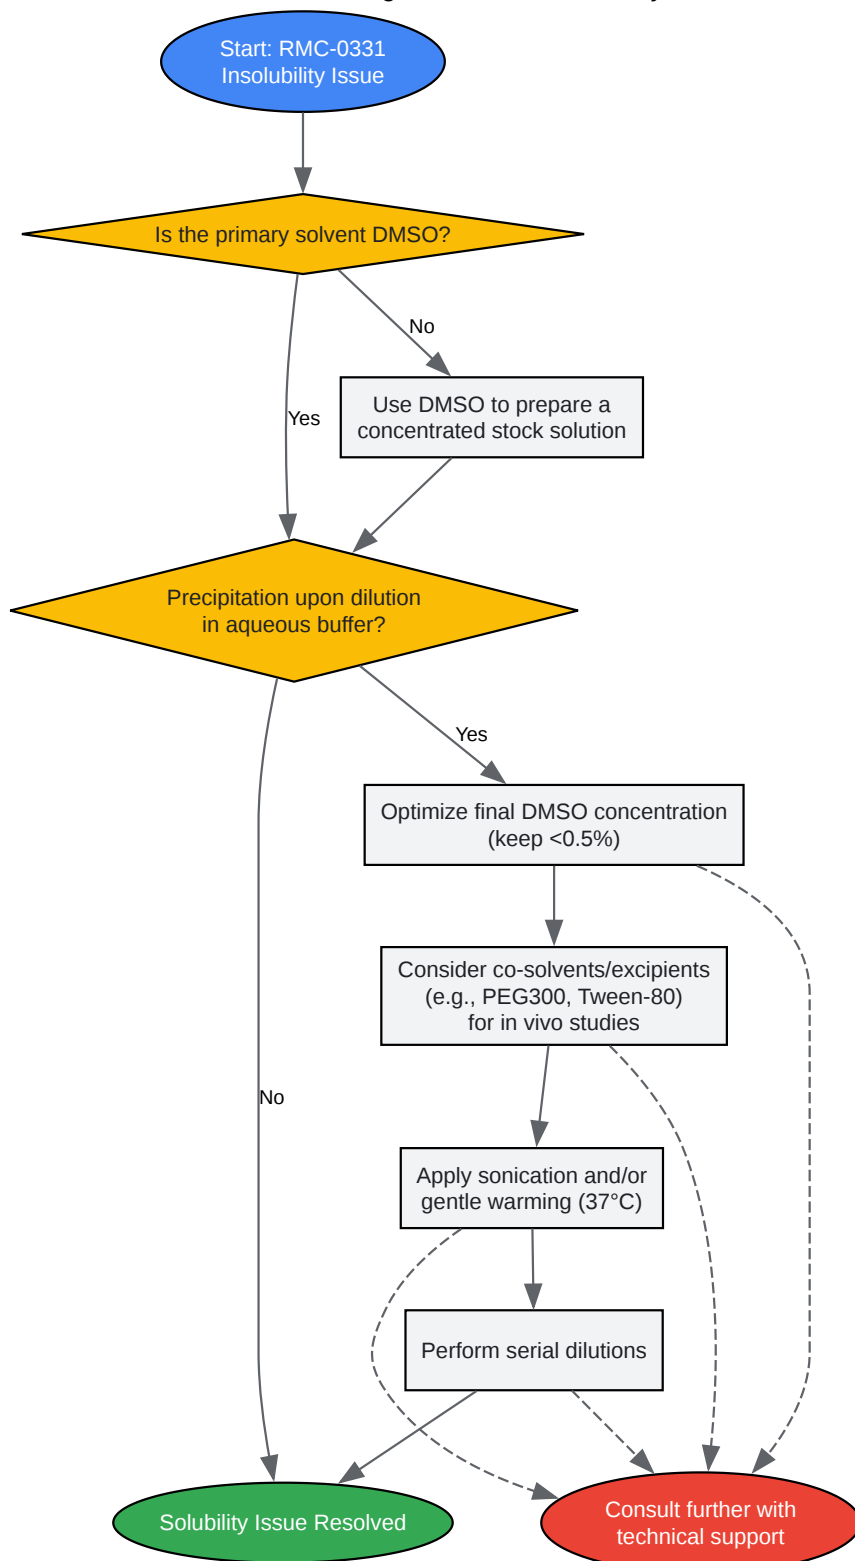 Start: RMC-0331
Insolubility Issue
Is the primary solvent DMSO?
No
Use DMSO to prepare a
concentrated stock solution
Yes
Precipitation upon dilution
in aqueous buffer?
Yes
Optimize final DMSO concentration
(keep <0.5%)
Consider co-solvents/excipients
(e.g., PEG300, Tween-80)
for in vivo studies
No
Apply sonication and/or
gentle warming (37°C)
Perform serial dilutions
Solubility Issue Resolved
Consult further with
technical support